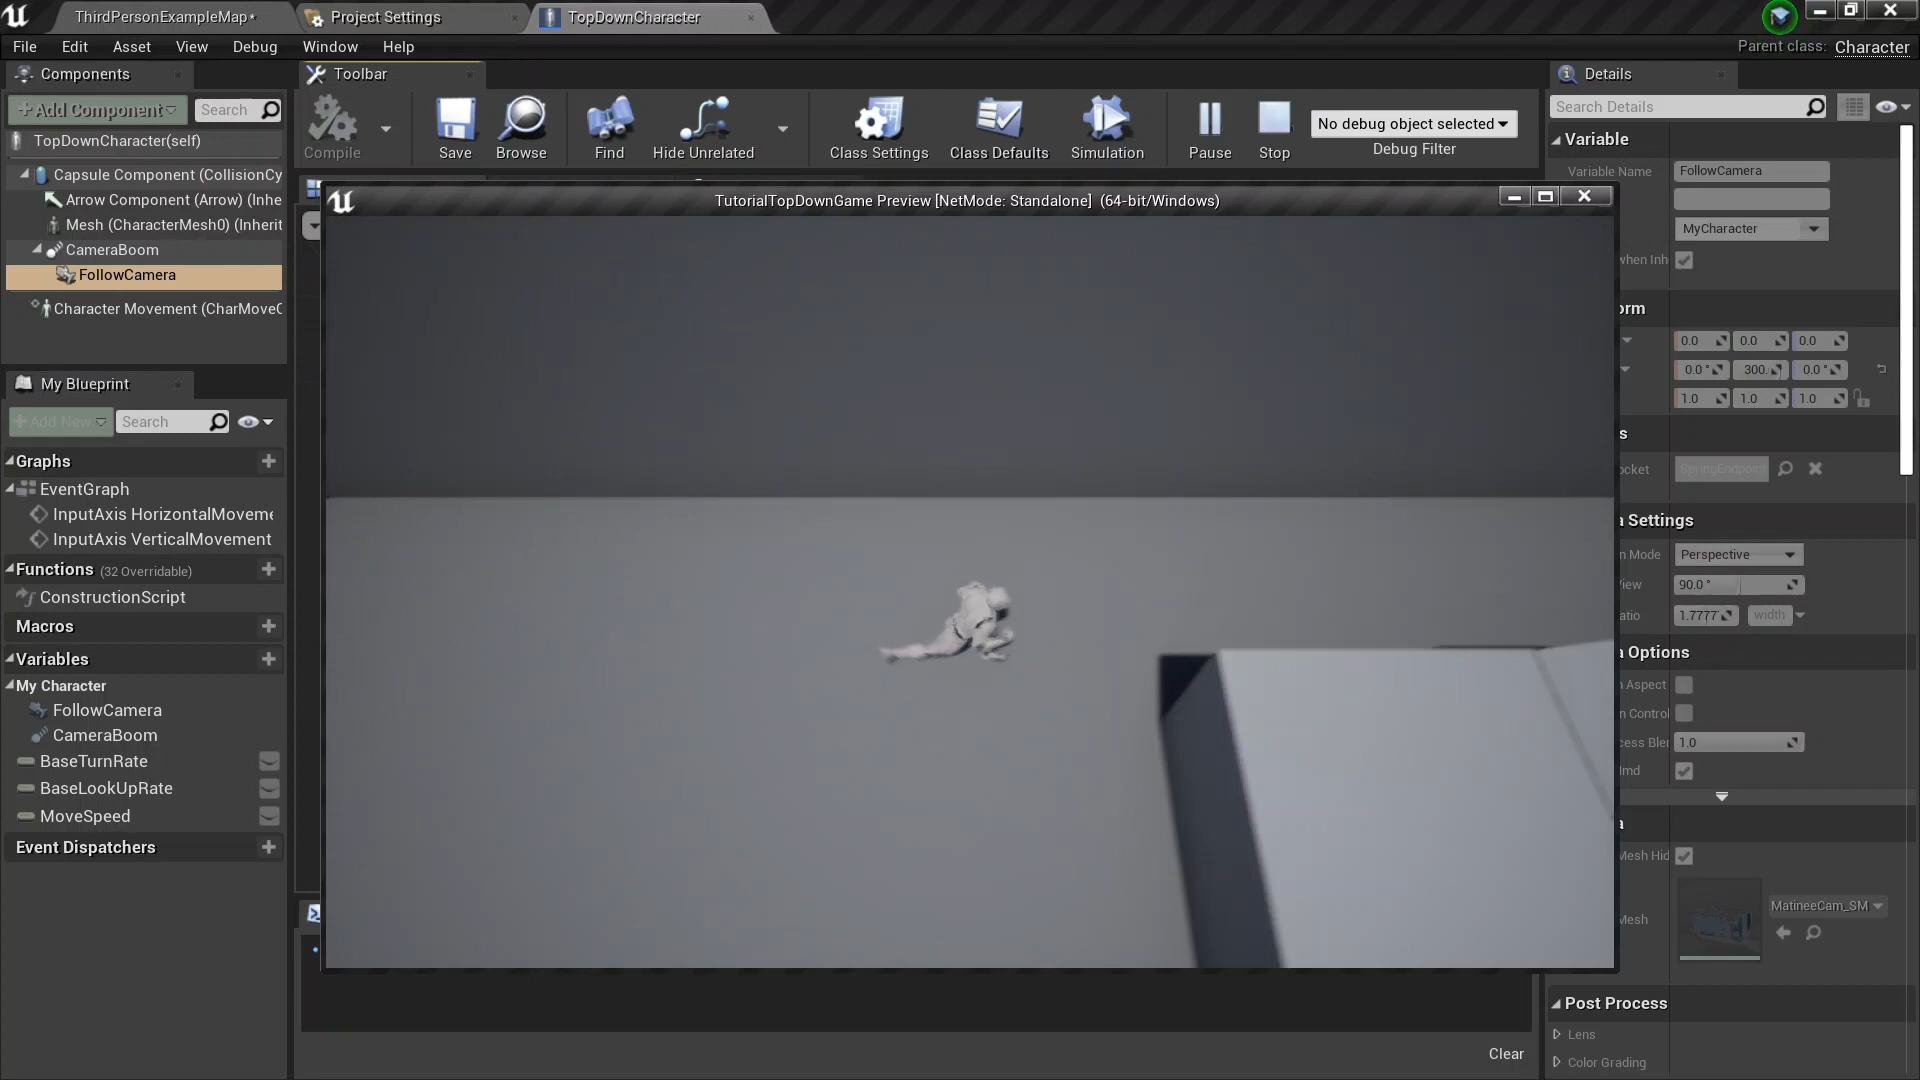 ThirdPersonExampleMap*
Project Settings
TopDownCharacter
File Edit Asset View Debug Window Help
Parent class: Character
Components
Toolbar
Details
Add Component
Search
Compile
Save
Browse
Find
Hide Unrelated
Class Settings
Class Defaults
Simulation
Pause
Stop
No debug object selected
Debug Filter
Search Details
TopDownCharacter(self)
Capsule Component (CollisionCy
Arrow Component (Arrow) (Inhe
Mesh (CharacterMesh0) (Inherit
CameraBoom
FollowCamera
Character Movement (CharMoveC
TutorialTopDownGame Preview [NetMode: Standalone] (64-bit/Windows)
My Blueprint
Add New
Search
Graphs
EventGraph
InputAxis HorizontalMoveme
InputAxis VerticalMovement
Functions (32 Overridable)
ConstructionScript
Macros
Variables
My Character
FollowCamera
CameraBoom
BaseTurnRate
BaseLookUpRate
MoveSpeed
Event Dispatchers
Variable
Variable Name FollowCamera
MyCharacter
when Inh
orm
0.0 0.0 0.0
0.0 ° 300. 0.0 °
1.0 1.0 1.0
s
ocket SpringEndpoint
a Settings
n Mode Perspective
iew 90.0 °
atio 1.7777 width
a Options
n Aspect
n Control
cess Ble 1.0
lmd
a
Mesh Hid
Mesh
MatineeCam_SM
Post Process
Lens
Color Grading
Clear